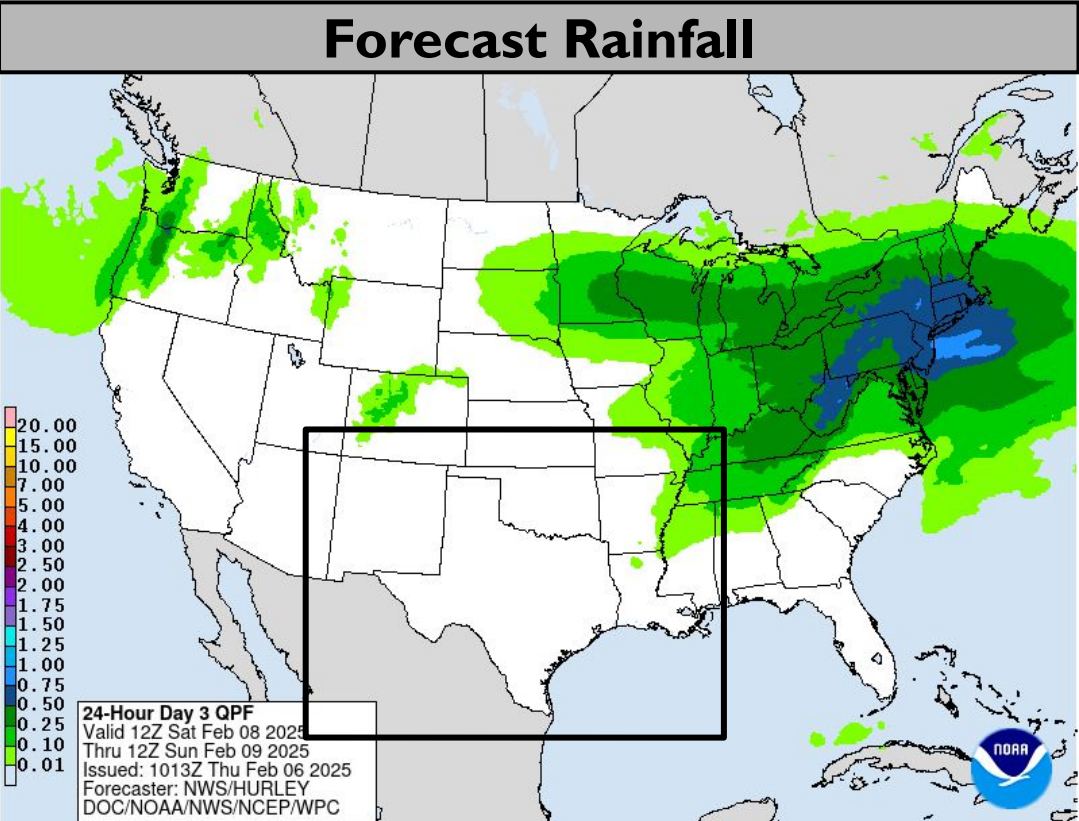 Forecast Rainfall
20.00
15.00
10.00
7.00
5.00
4.00
3.00
2.50
2.00
1.75
1.50
1.25
1.00
0.75
0.50
0.25
0.10
0.01
24-Hour Day 3 QPF
Valid 12Z Sat Feb 08 2025
Thru 12Z Sun Feb 09 2025
Issued: 1013Z Thu Feb 06 2025
Forecaster: NWS/HURLEY
DOC/NOAA/NWS/NCEP/WPC
NOAA